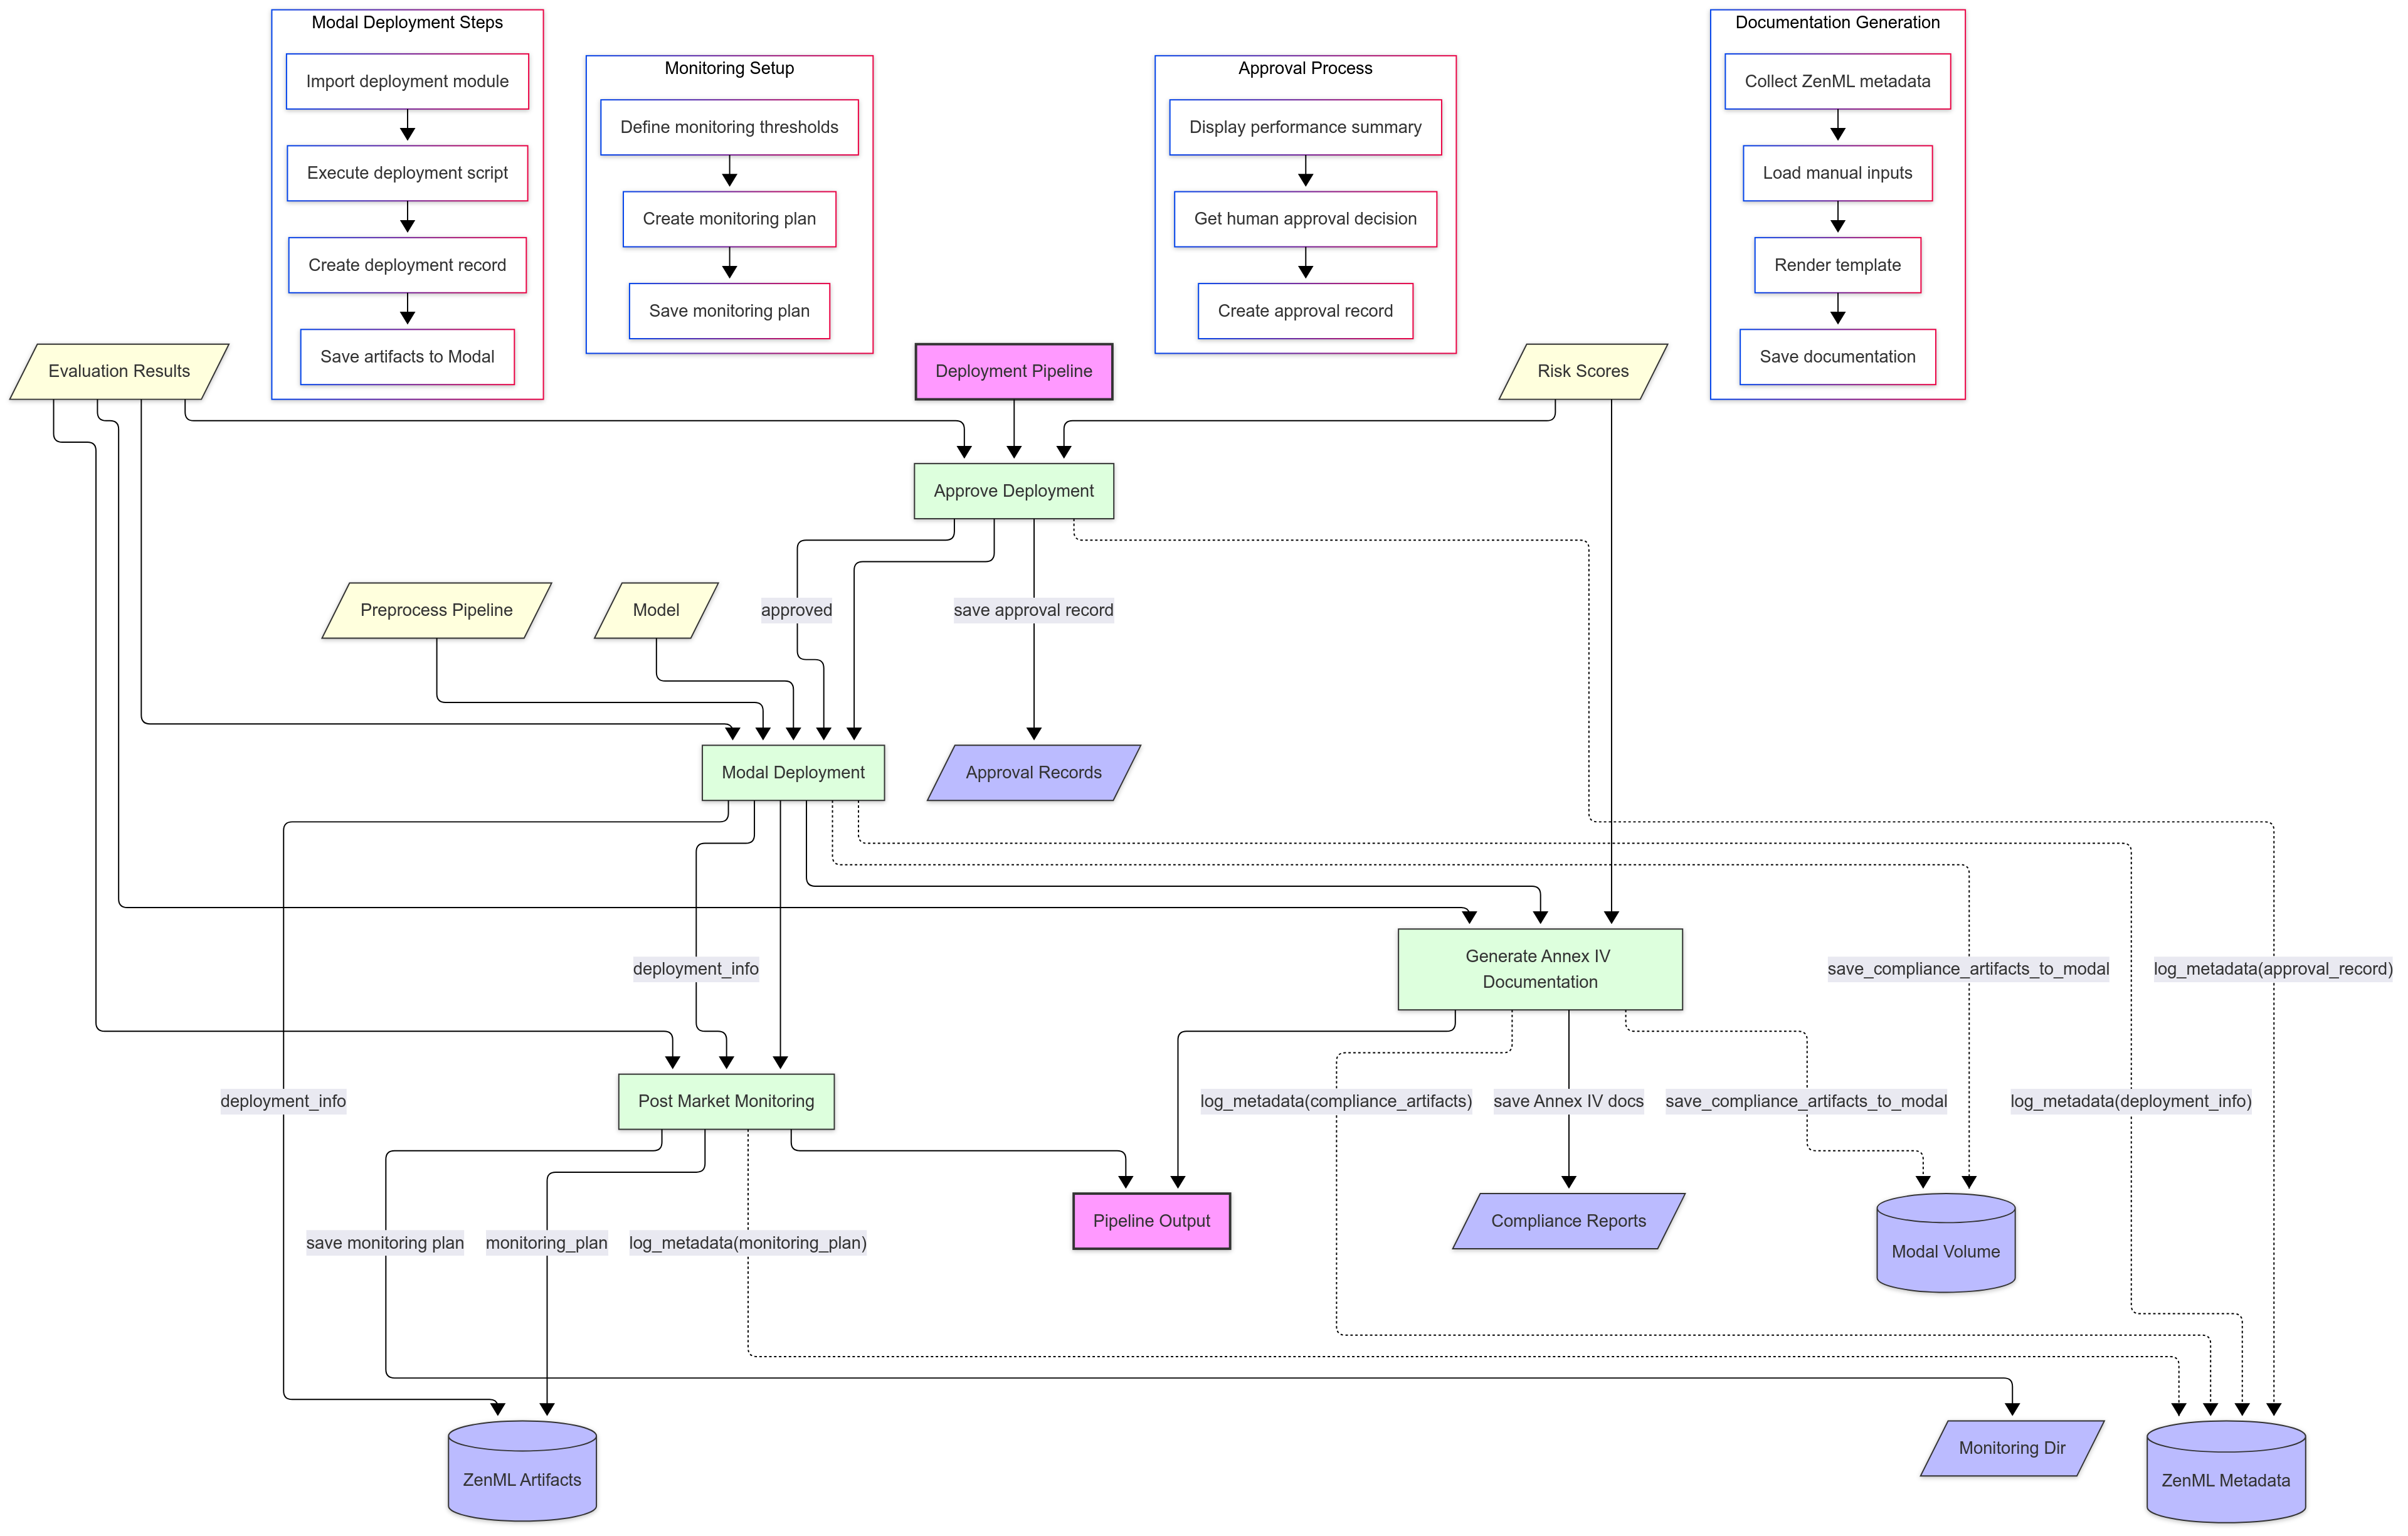 Modal Deployment Steps
Import deployment module
Execute deployment script
Create deployment record
Save artifacts to Modal
Monitoring Setup
Define monitoring thresholds
Create monitoring plan
Save monitoring plan
Approval Process
Display performance summary
Get human approval decision
Create approval record
Documentation Generation
Collect ZenML metadata
Load manual inputs
Render template
Save documentation
Evaluation Results
Deployment Pipeline
Risk Scores
Approve Deployment
Preprocess Pipeline
Model
approved
save approval record
Modal Deployment
Approval Records
deployment_info
Generate Annex IV
Documentation
save_compliance_artifacts_to_modal
log_metadata(approval_record)
deployment_info
Post Market Monitoring
log_metadata(compliance_artifacts)
save Annex IV docs
save_compliance_artifacts_to_modal
log_metadata(deployment_info)
save monitoring plan
monitoring_plan
log_metadata(monitoring_plan)
Pipeline Output
Compliance Reports
Modal Volume
ZenML Artifacts
Monitoring Dir
ZenML Metadata